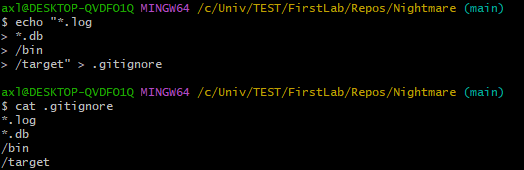 axl@DESKTOP-QVDFO1Q MINGW64 /c/Univ/TEST/FirstLab/Repos/Nightmare (main)
$ echo "*.log
> *.db
> /bin
> /target" > .gitignore
axl@DESKTOP-QVDFO1Q MINGW64 /c/Univ/TEST/FirstLab/Repos/Nightmare (main)
$ cat .gitignore
*.log
*.db
/bin
/target